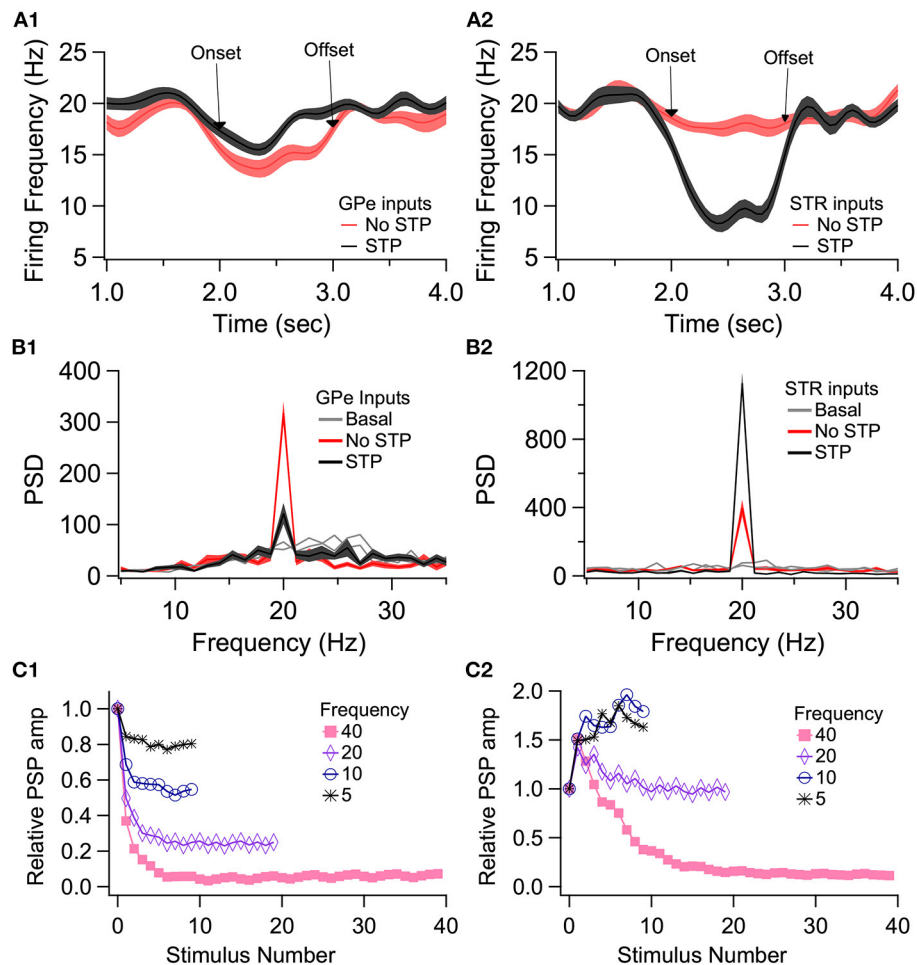 A1
Firing Frequency (Hz)
25
20
15
10
5
Onset
Offset
GPe inputs
No STP
STP
1.0
2.0
3.0
4.0
Time (sec)
A2
Firing Frequency (Hz)
25
20
15
10
5
Onset
Offset
STR inputs
No STP
STP
1.0
2.0
3.0
4.0
Time (sec)
B1
PSD
400
300
200
100
0
GPe Inputs
Basal
No STP
STP
10
20
30
Frequency (Hz)
B2
PSD
1200
800
400
0
STR inputs
Basal
No STP
STP
10
20
30
Frequency (Hz)
C1
Relative PSP amp
1.0
0.8
0.6
0.4
0.2
0.0
Frequency
40
20
10
5
0
10
20
30
40
Stimulus Number
C2
Relative PSP amp
2.0
1.5
1.0
0.5
0.0
Frequency
40
20
10
5
0
10
20
30
40
Stimulus Number